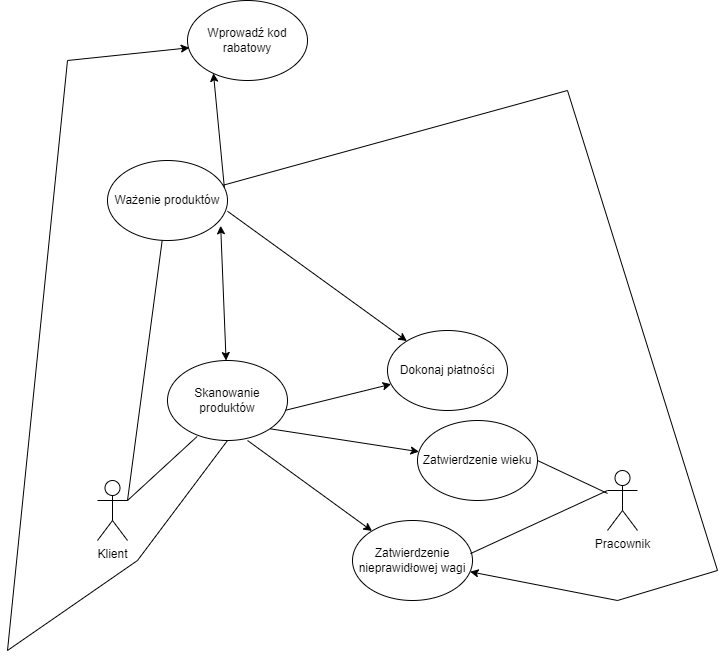 Wprowadź kod
rabatowy
Ważenie produktów
Dokonaj płatności
Skanowanie
produktów
Zatwierdzenie wieku
Klient
Pracownik
Zatwierdzenie
nieprawidłowej wagi